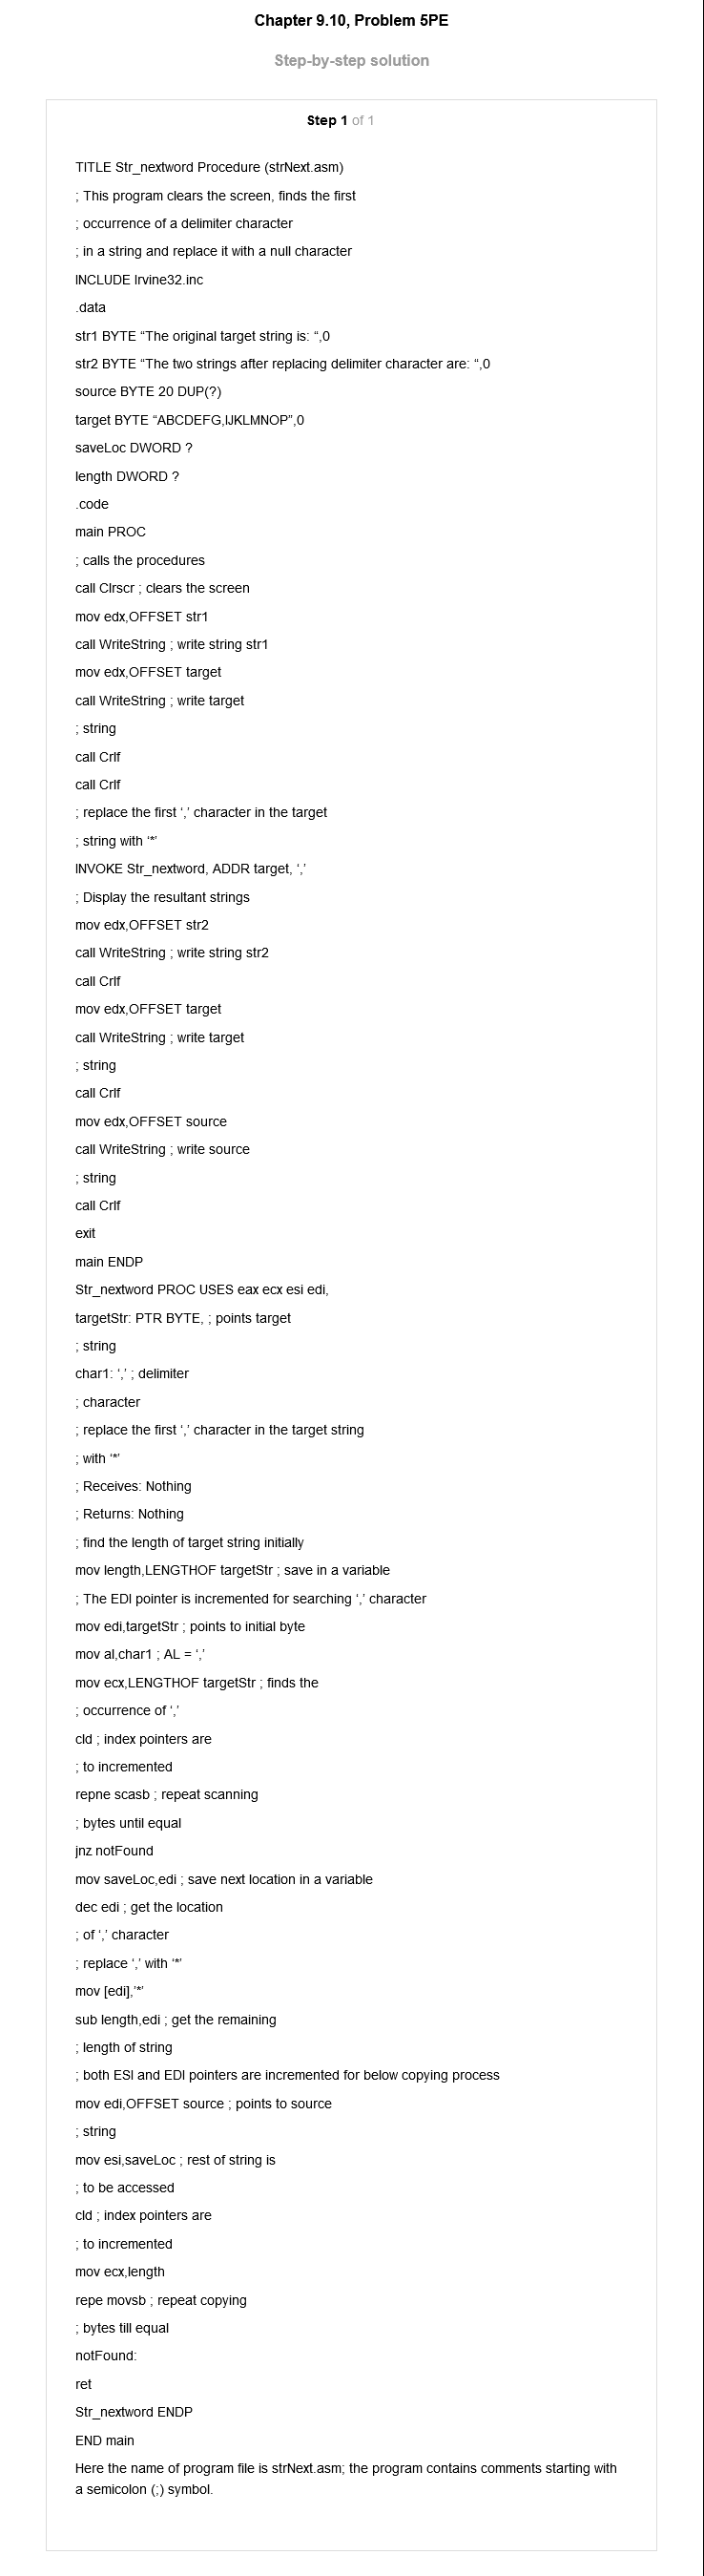 Chapter 9.10, Problem 5PE
Step-by-step solution
Step 1 of 1
TITLE Str_nextword Procedure (strNext.asm)
; This program clears the screen, finds the first
; occurrence of a delimiter character
; in a string and replace it with a null character
INCLUDE Irvine32.inc
.data
str1 BYTE “The original target string is: “,0
str2 BYTE “The two strings after replacing delimiter character are: “,0
source BYTE 20 DUP(?)
target BYTE “ABCDEFG,IJKLMNOP”,0
saveLoc DWORD ?
length DWORD ?
.code
main PROC
; calls the procedures
call Clrscr ; clears the screen
mov edx,OFFSET str1
call WriteString ; write string str1
mov edx,OFFSET target
call WriteString ; write target
; string
call Crlf
call Crlf
; replace the first ‘,’ character in the target
; string with ‘*’
INVOKE Str_nextword, ADDR target, ‘,’
; Display the resultant strings
mov edx,OFFSET str2
call WriteString ; write string str2
call Crlf
mov edx,OFFSET target
call WriteString ; write target
; string
call Crlf
mov edx,OFFSET source
call WriteString ; write source
; string
call Crlf
exit
main ENDP
Str_nextword PROC USES eax ecx esi edi,
targetStr: PTR BYTE, ; points target
; string
char1: ‘,’ ; delimiter
; character
; replace the first ‘,’ character in the target string
; with ‘*’
; Receives: Nothing
; Returns: Nothing
; find the length of target string initially
mov length,LENGTHOF targetStr ; save in a variable
; The EDI pointer is incremented for searching ‘,’ character
mov edi,targetStr ; points to initial byte
mov al,char1 ; AL = ‘,’
mov ecx,LENGTHOF targetStr ; finds the
; occurrence of ‘,’
cld ; index pointers are
; to incremented
repne scasb ; repeat scanning
; bytes until equal
jnz notFound
mov saveLoc,edi ; save next location in a variable
dec edi ; get the location
; of ‘,’ character
; replace ‘,’ with ‘*’
mov [edi],’*’
sub length,edi ; get the remaining
; length of string
; both ESI and EDI pointers are incremented for below copying process
mov edi,OFFSET source ; points to source
; string
mov esi,saveLoc ; rest of string is
; to be accessed
cld ; index pointers are
; to incremented
mov ecx,length
repe movsb ; repeat copying
; bytes till equal
notFound:
ret
Str_nextword ENDP
END main
Here the name of program file is strNext.asm; the program contains comments starting with
a semicolon (;) symbol.